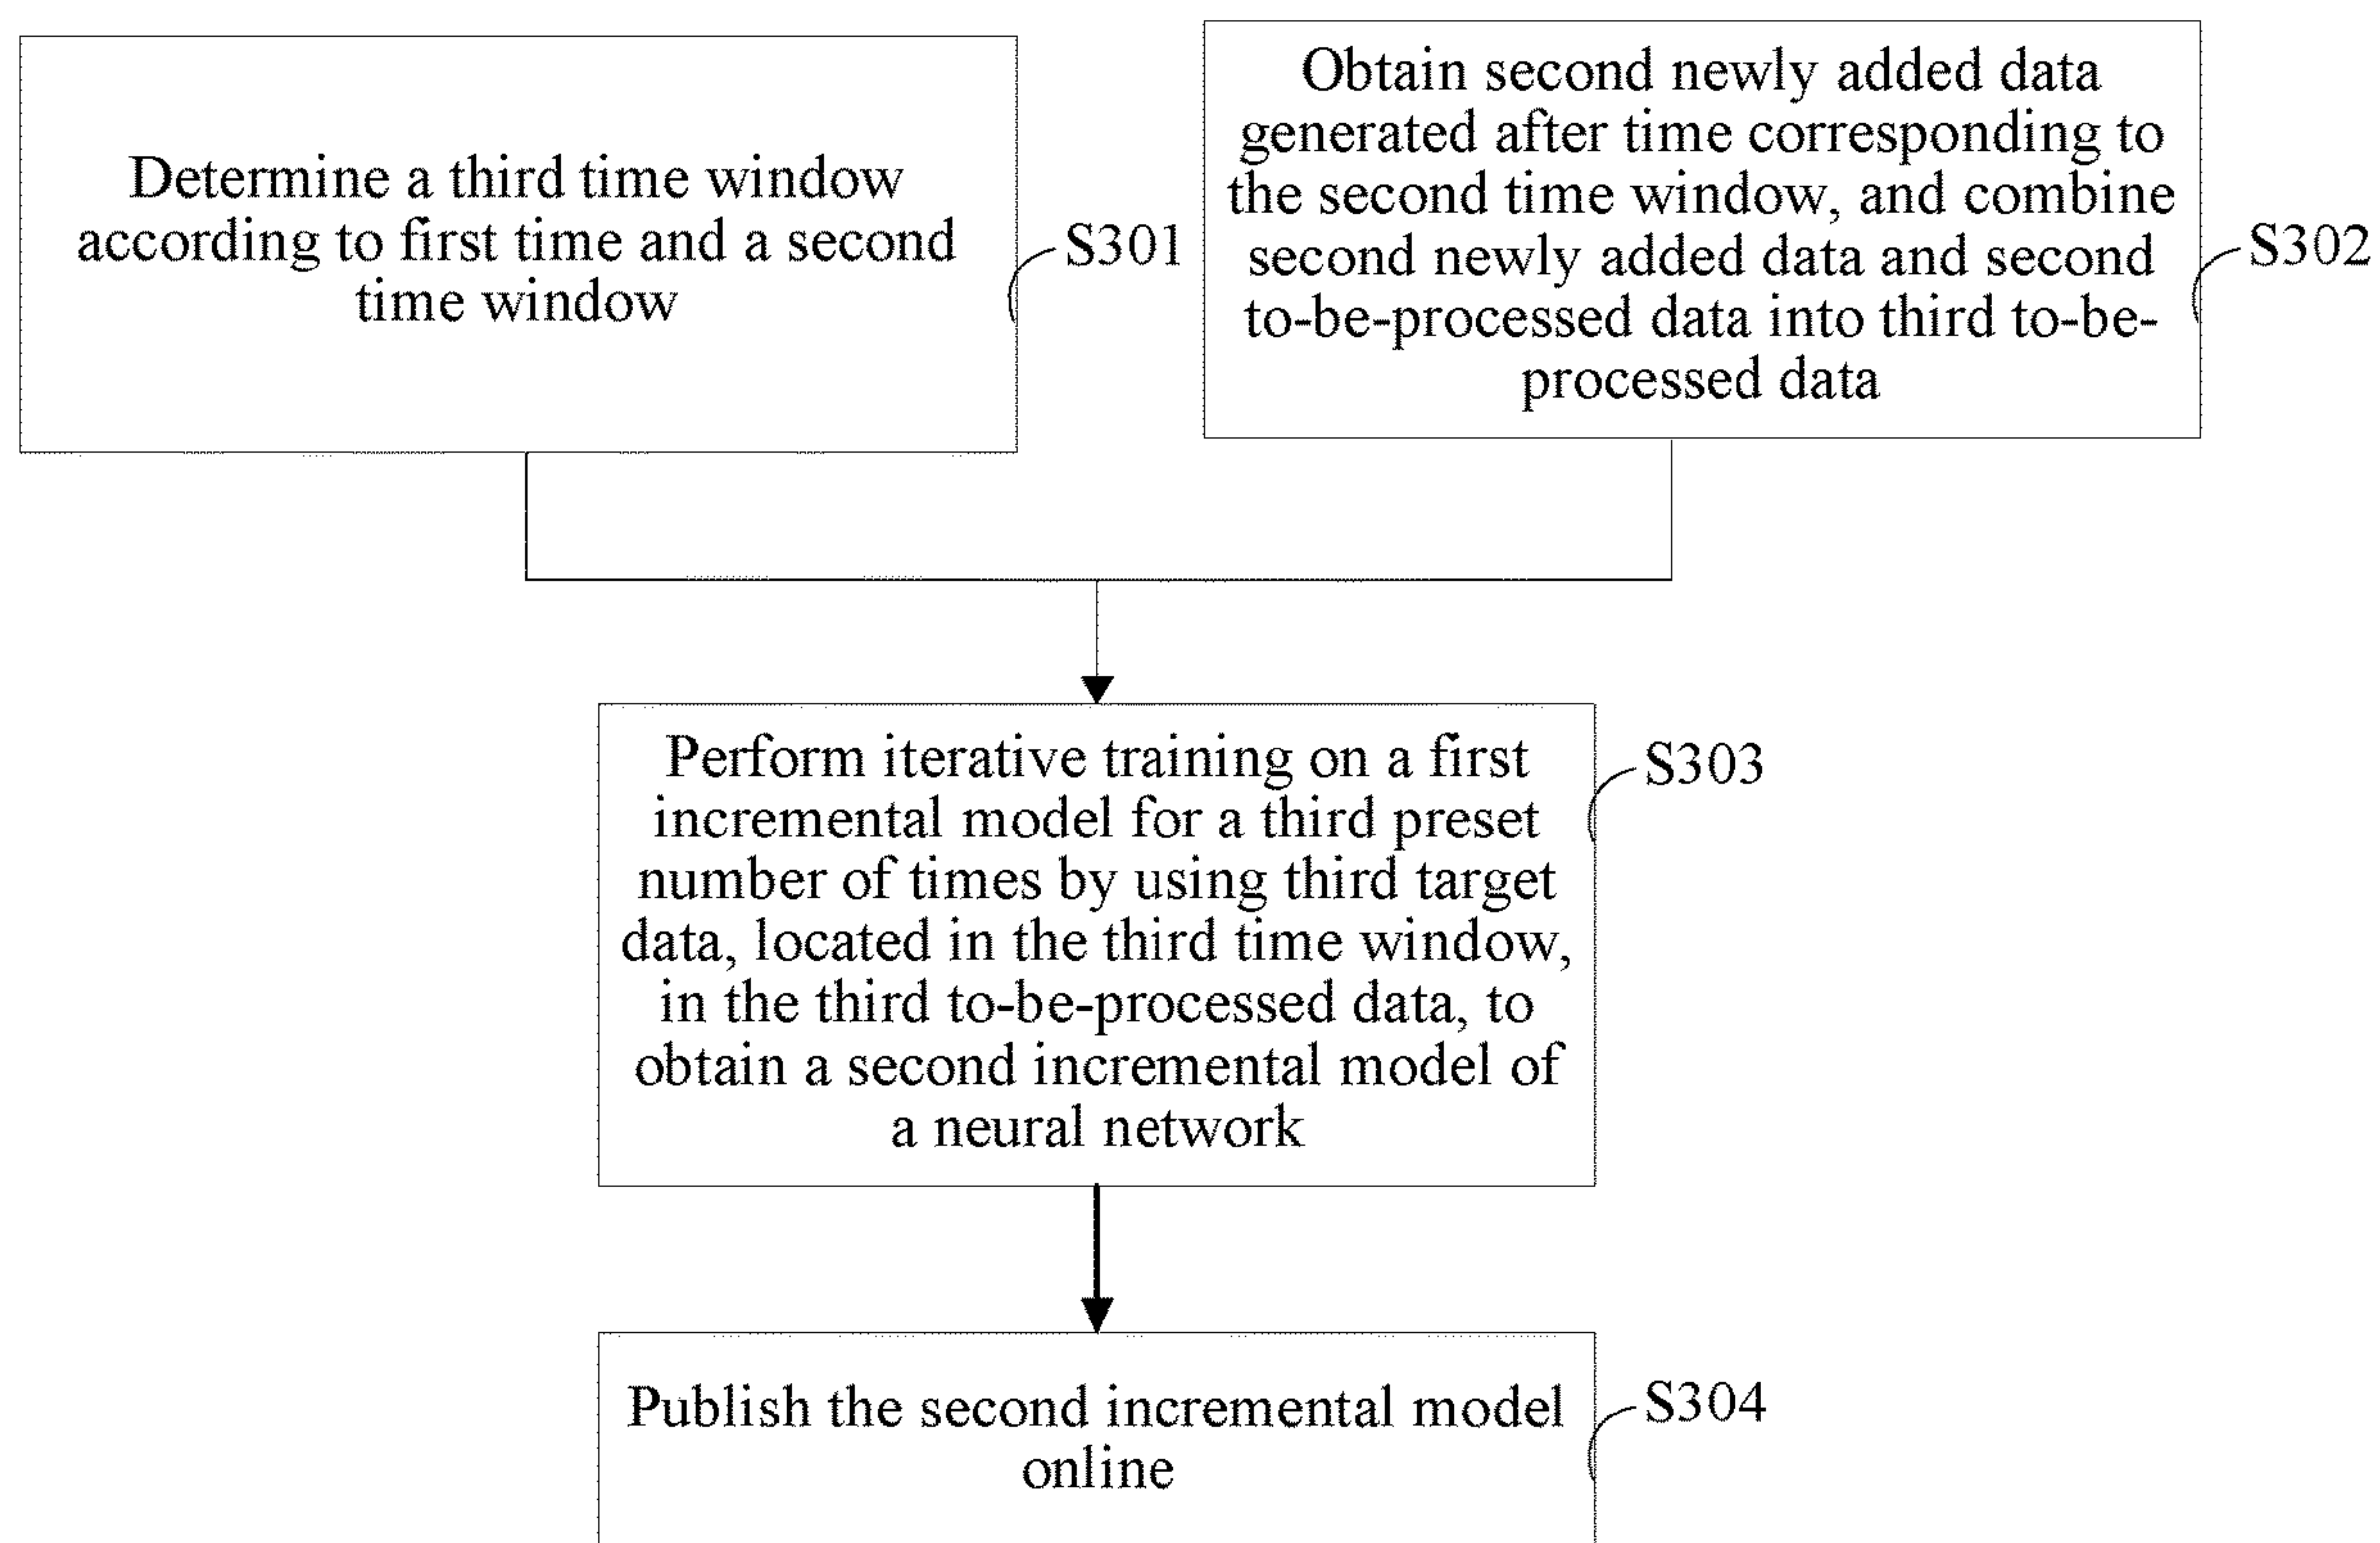 Determine a third time window
according to first time and a second
time window
S301
Obtain second newly added data
generated after time corresponding to
the second time window, and combine
second newly added data and second
to-be-processed data into third to-be-
processed data
S302
Perform iterative training on a first
incremental model for a third preset
number of times by using third target
data, located in the third time window,
in the third to-be-processed data, to
obtain a second incremental model of
a neural network
S303
Publish the second incremental model
online
S304